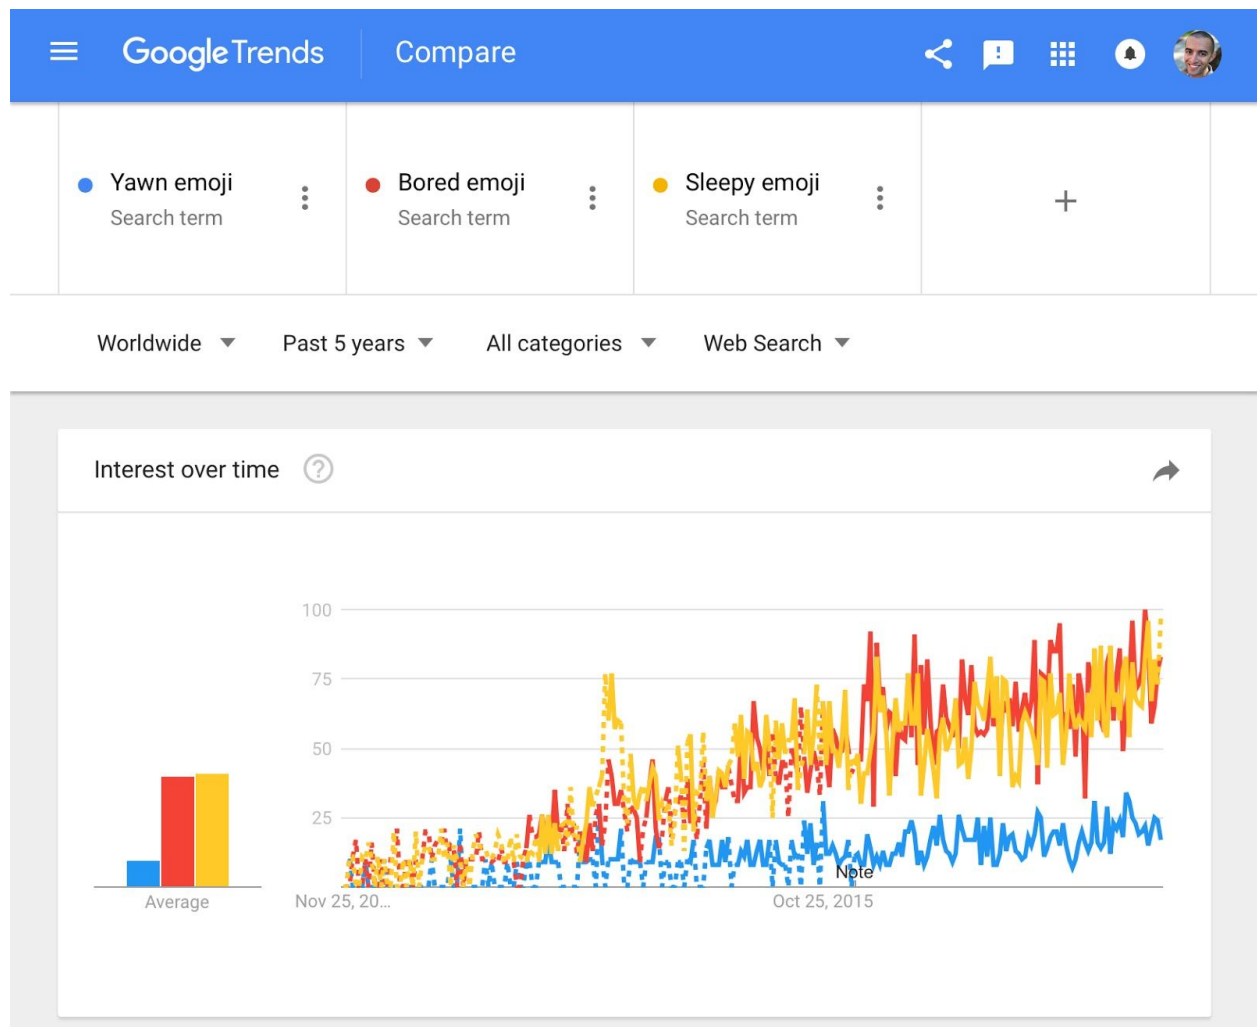 Google Trends Compare
Yawn emoji
Search term
Bored emoji
Search term
Sleepy emoji
Search term
+
Worldwide Past 5 years All categories Web Search
Interest over time ?
100
75
50
25
Note
Average
Nov 25, 20...
Oct 25, 2015